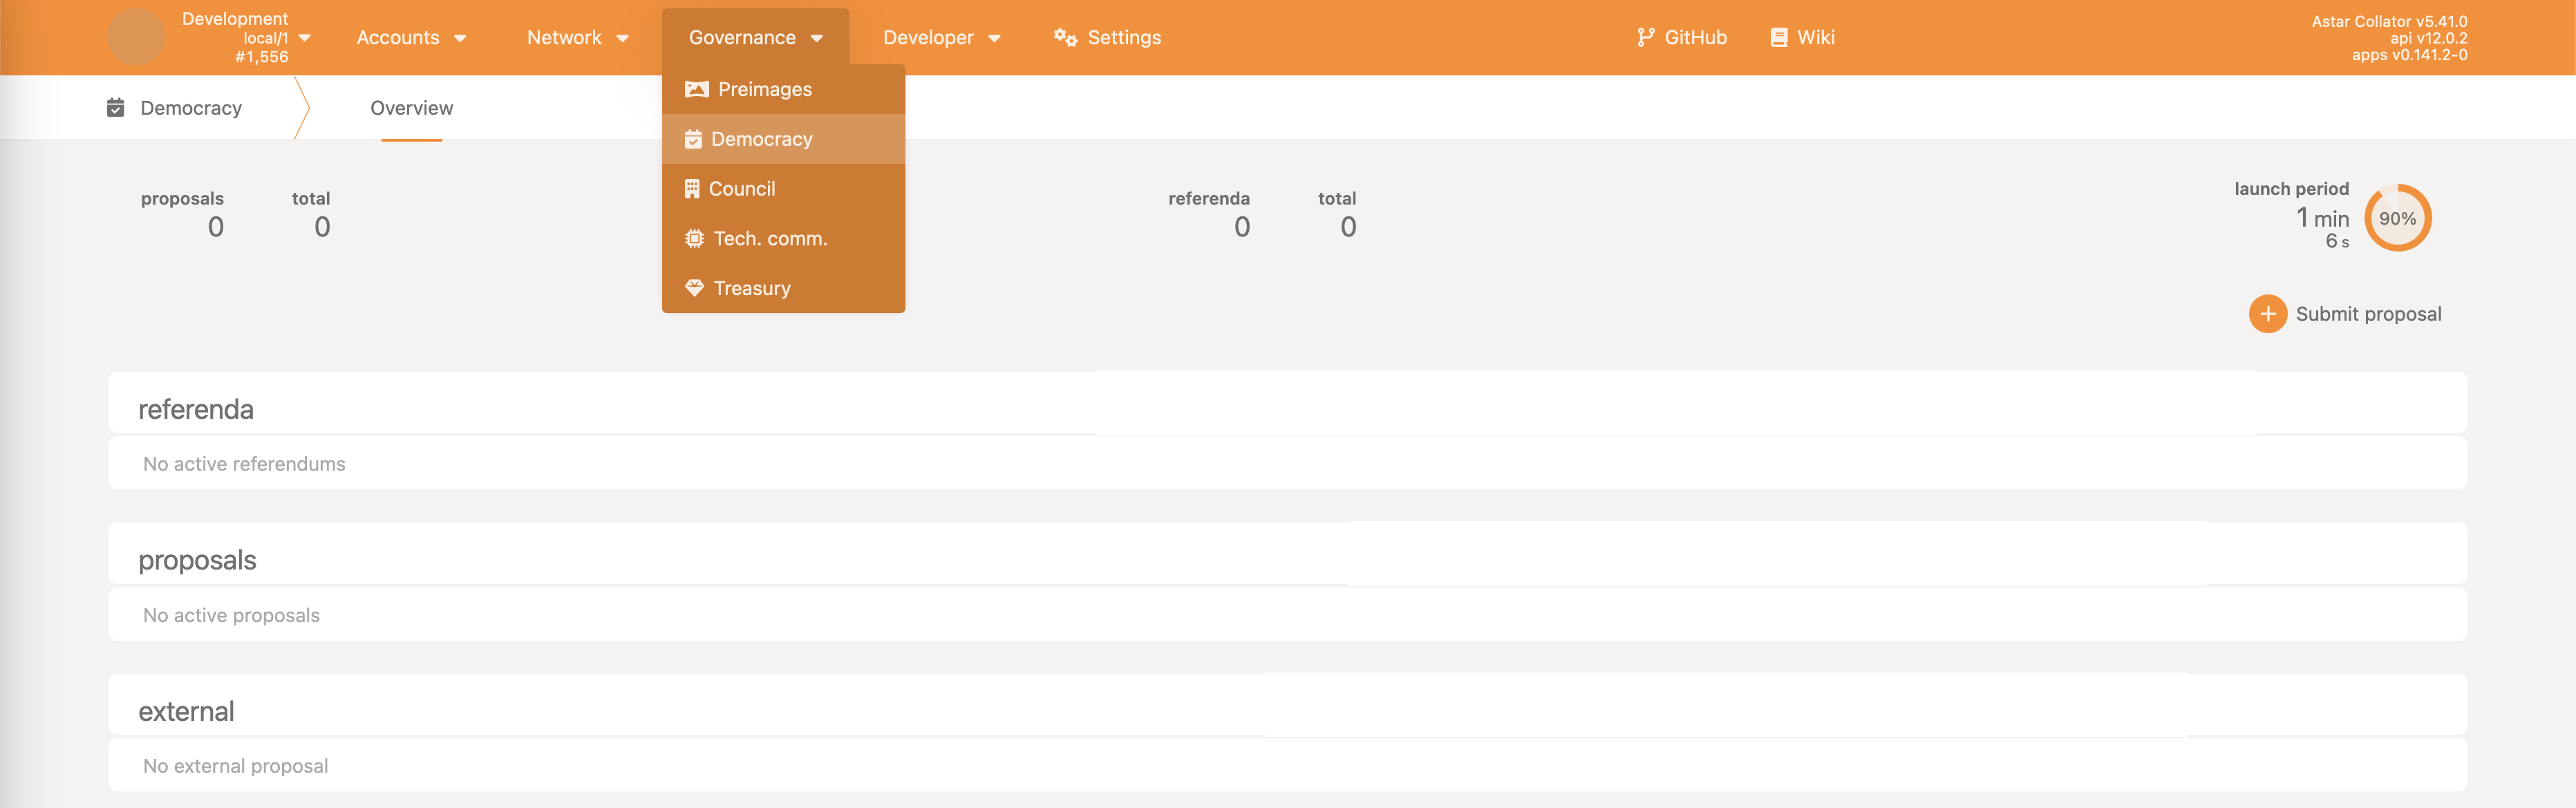 Development
local/1
#1,556
Accounts
Network
Governance
Developer
Settings
GitHub
Wiki
Astar Collator v5.41.0
api v12.0.2
apps v0.141.2-0
Preimages
Democracy
Council
Tech. comm.
Treasury
Democracy
Overview
proposals
0
total
0
referenda
0
total
0
launch period
1 min
6 s
90%
Submit proposal
referenda
No active referendums
proposals
No active proposals
external
No external proposal